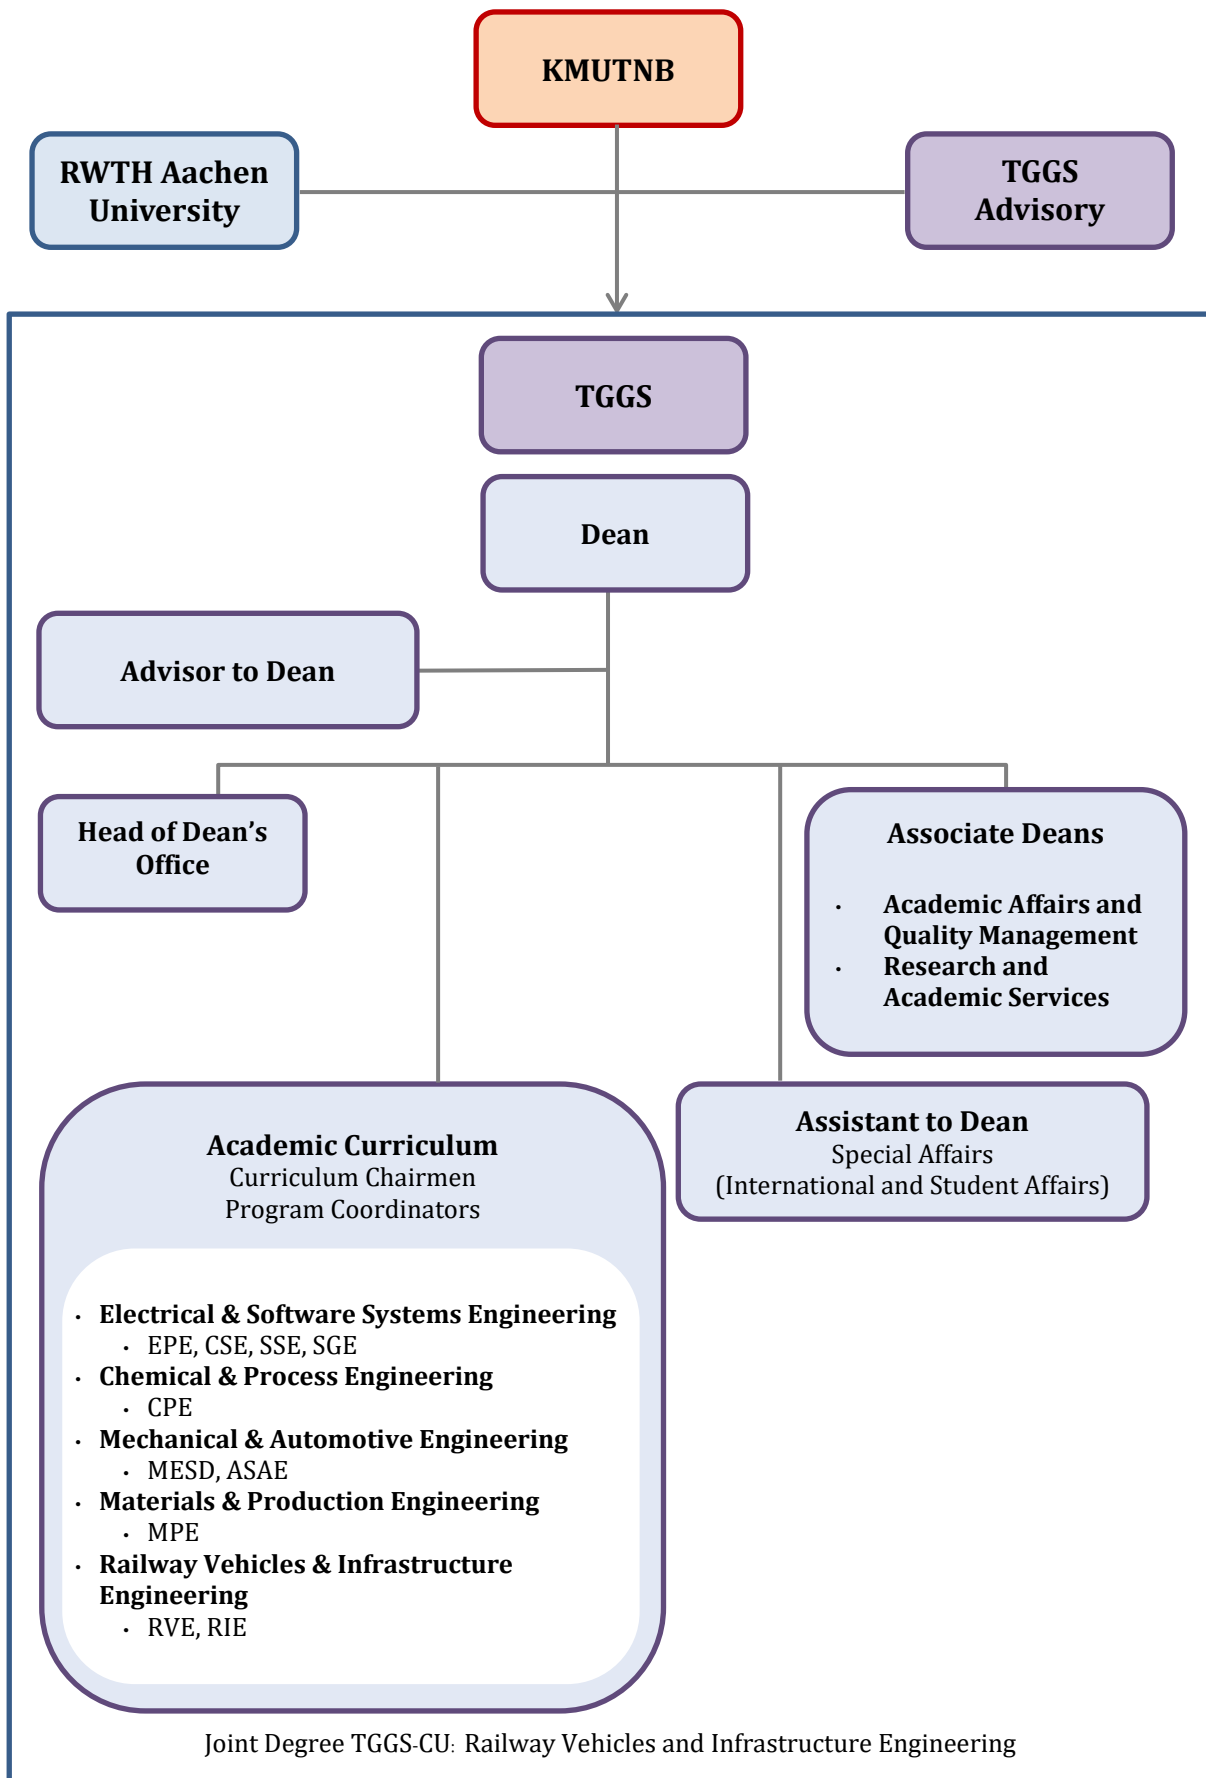 KMUTNB
RWTH Aachen
University
TGGS
Advisory
TGGS
Dean
Advisor to Dean
Head of Dean’s
Office
Associate Deans
· Academic Affairs and
Quality Management
· Research and
Academic Services
Academic Curriculum
Curriculum Chairmen
Program Coordinators
· Electrical & Software Systems Engineering
· EPE, CSE, SSE, SGE
· Chemical & Process Engineering
· CPE
· Mechanical & Automotive Engineering
· MESD, ASAE
· Materials & Production Engineering
· MPE
· Railway Vehicles & Infrastructure
Engineering
· RVE, RIE
Assistant to Dean
Special Affairs
(International and Student Affairs)
Joint Degree TGGS-CU: Railway Vehicles and Infrastructure Engineering